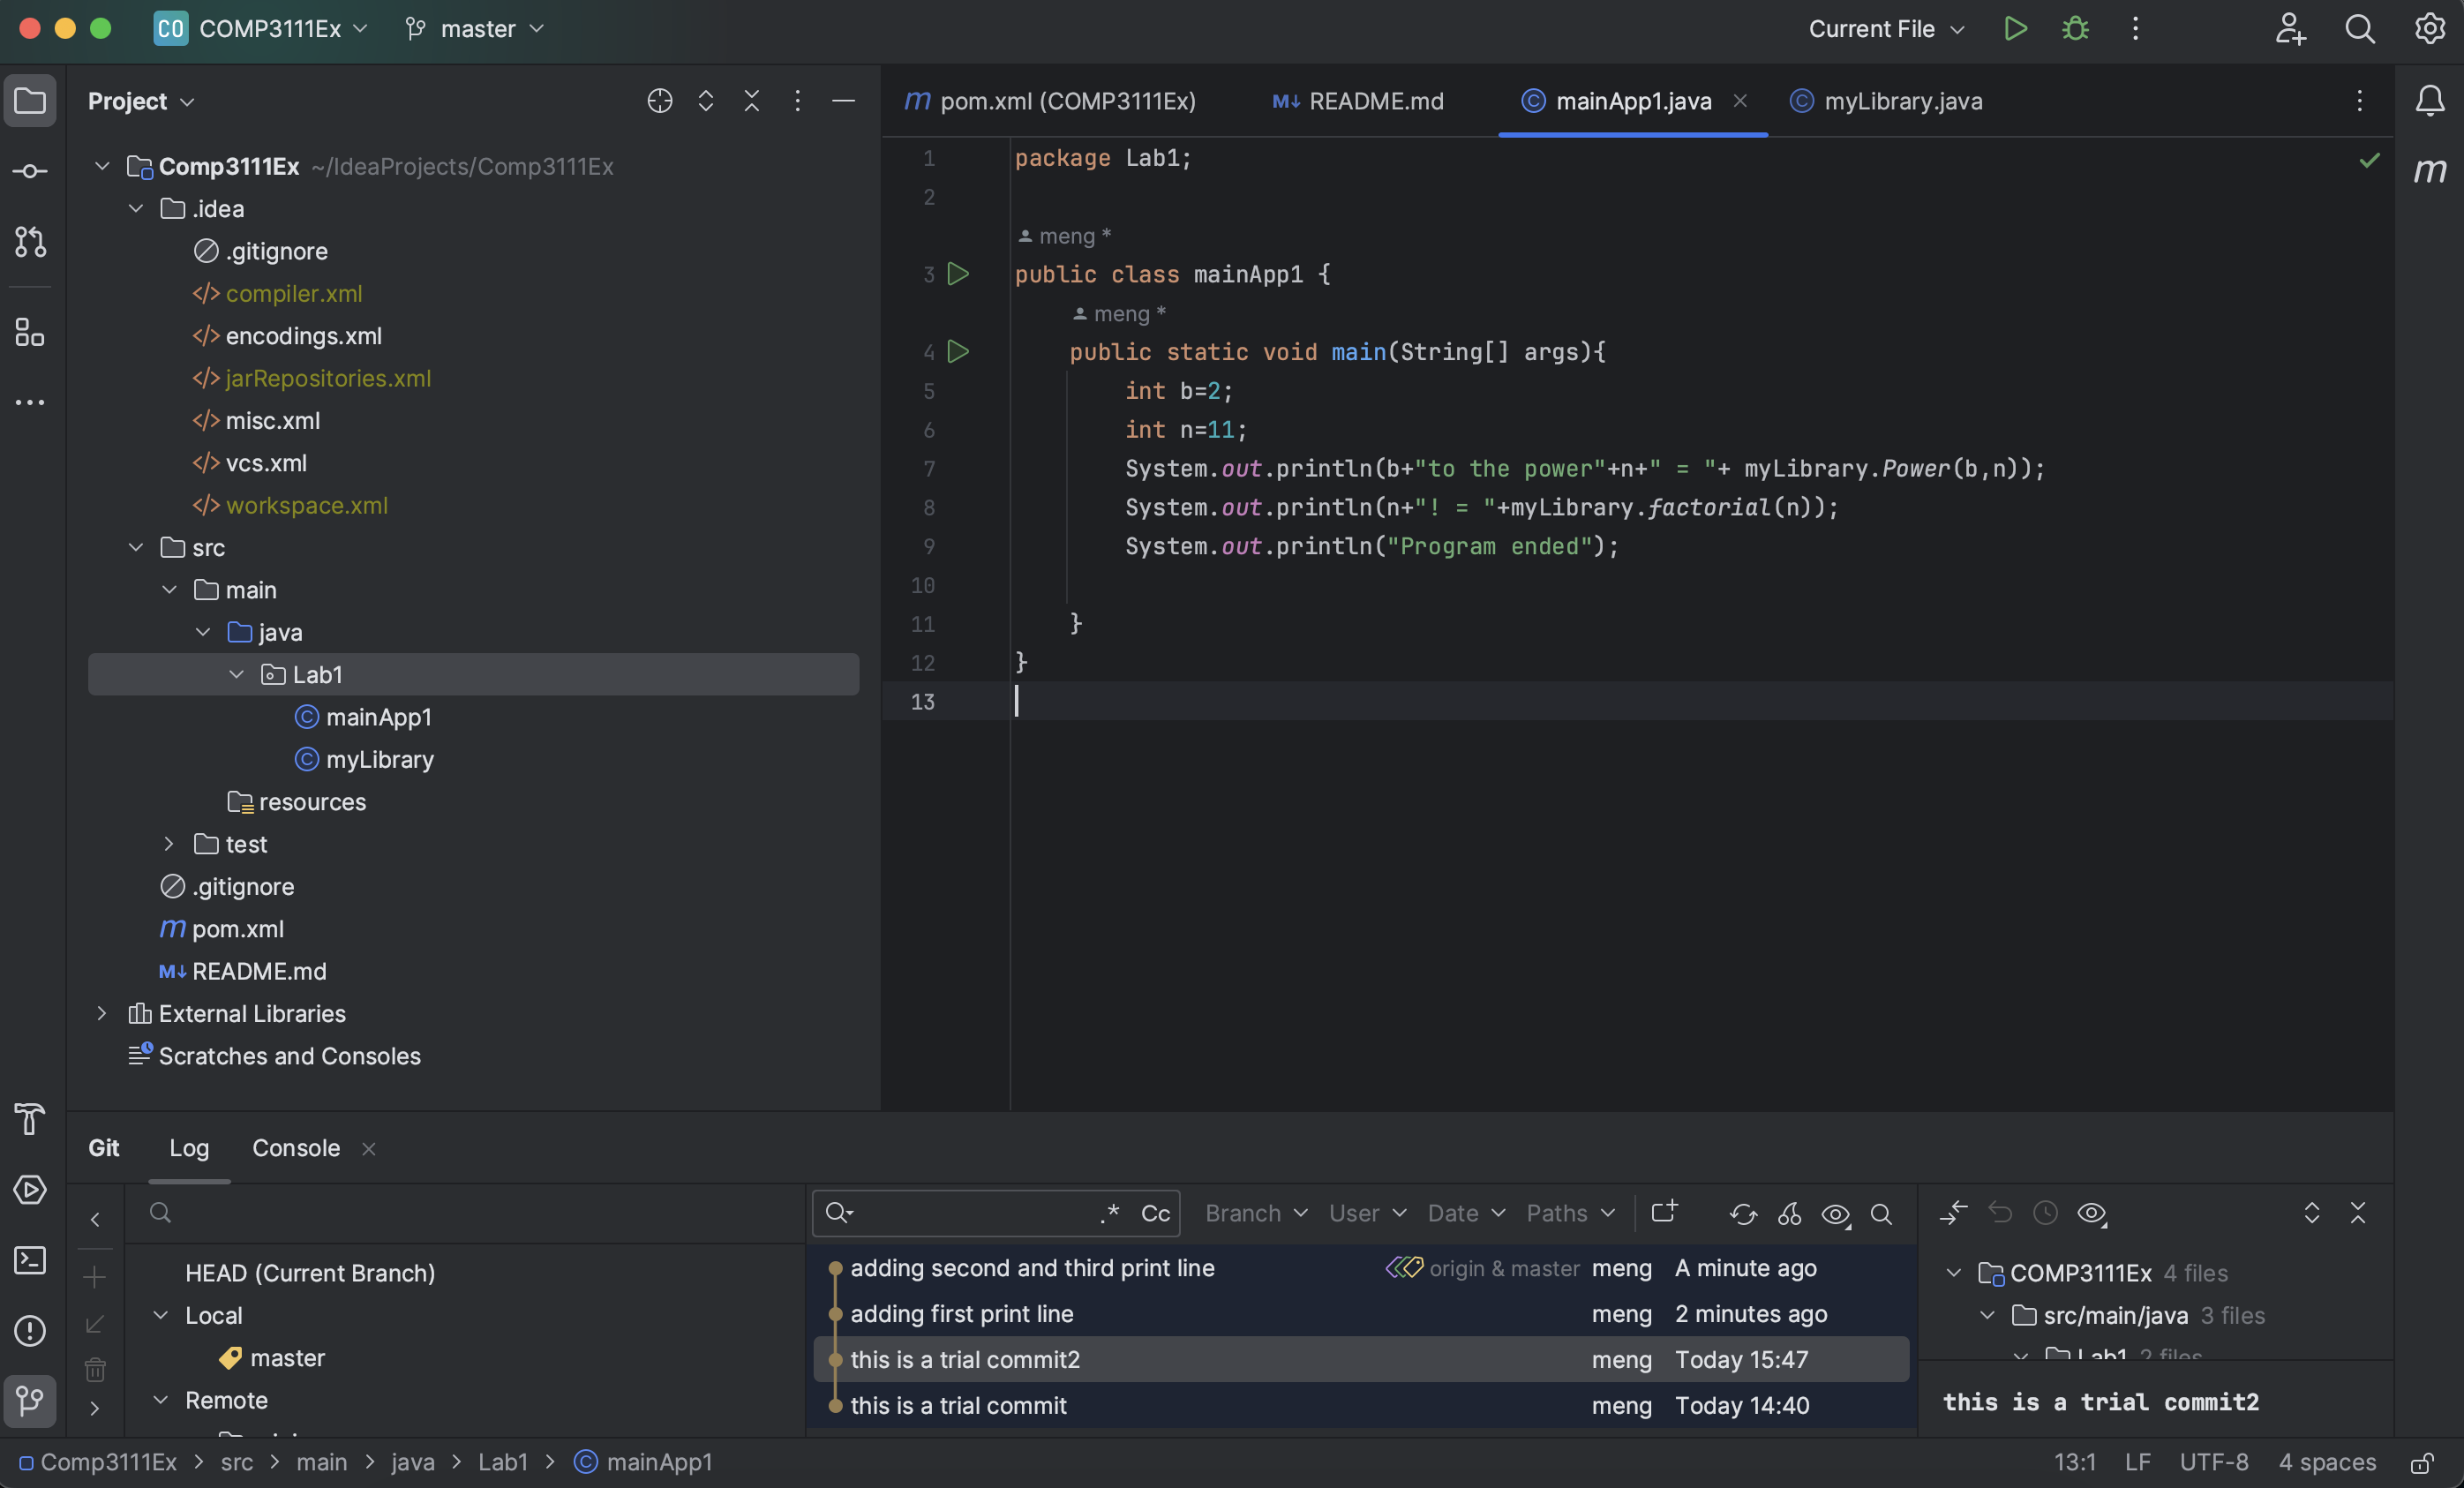 CO COMP3111Ex master Current File
Project
Comp3111Ex ~/IdeaProjects/Comp3111Ex
.idea
.gitignore
</> compiler.xml
</> encodings.xml
</> jarRepositories.xml
</> misc.xml
</> vcs.xml
</> workspace.xml
src
main
java
Lab1
C mainApp1
C myLibrary
resources
test
.gitignore
m pom.xml
M↓ README.md
External Libraries
Scratches and Consoles
m pom.xml (COMP3111Ex) M↓ README.md C mainApp1.java C myLibrary.java
m
1 package Lab1;
2
meng *
3 public class mainApp1 {
meng *
4 public static void main(String[] args){
5 int b=2;
6 int n=11;
7 System.out.println(b+"to the power"+n+" = "+ myLibrary.Power(b,n));
8 System.out.println(n+"! = "+myLibrary.factorial(n));
9 System.out.println("Program ended");
10
11 }
12 }
13
Git Log Console
HEAD (Current Branch)
Local
master
Remote
.* Cc Branch User Date Paths
adding second and third print line origin & master meng A minute ago
adding first print line meng 2 minutes ago
this is a trial commit2 meng Today 15:47
this is a trial commit meng Today 14:40
COMP3111Ex 4 files
src/main/java 3 files
Lab1 2 files
this is a trial commit2
Comp3111Ex > src > main > java > Lab1 > C mainApp1 13:1 LF UTF-8 4 spaces